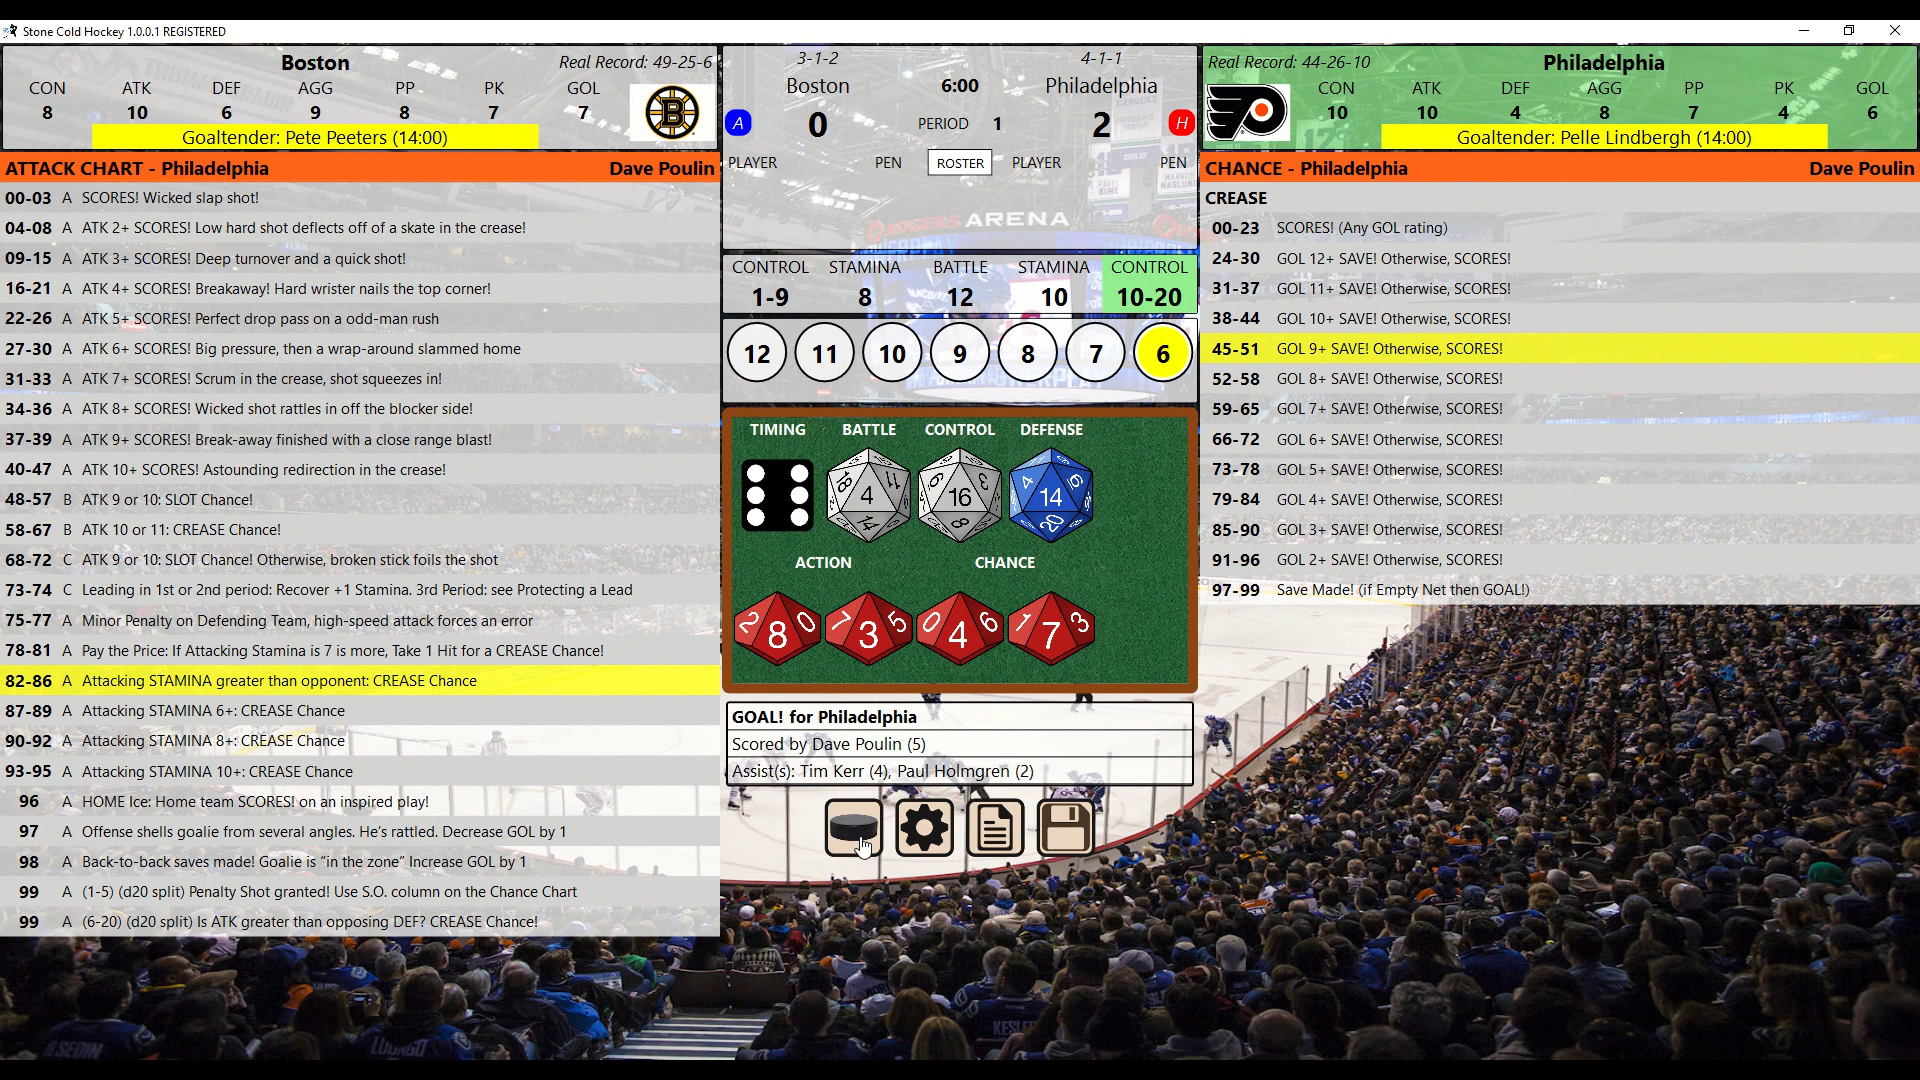 Stone Cold Hockey 1.0.0.1 REGISTERED
Boston
Real Record: 49-25-6
CON ATK DEF AGG PP PK GOL
8 10 6 9 8 7 7
Goaltender: Pete Peeters (14:00)
3-1-2 4-1-1
Boston 6:00 Philadelphia
A 0 PERIOD 1 2 H
PLAYER PEN ROSTER PLAYER PEN
Real Record: 44-26-10
Philadelphia
CON ATK DEF AGG PP PK GOL
10 10 4 8 7 4 6
Goaltender: Pelle Lindbergh (14:00)
ATTACK CHART - Philadelphia Dave Poulin
00-03 A SCORES! Wicked slap shot!
04-08 A ATK 2+ SCORES! Low hard shot deflects off of a skate in the crease!
09-15 A ATK 3+ SCORES! Deep turnover and a quick shot!
16-21 A ATK 4+ SCORES! Breakaway! Hard wrister nails the top corner!
22-26 A ATK 5+ SCORES! Perfect drop pass on a odd-man rush
27-30 A ATK 6+ SCORES! Big pressure, then a wrap-around slammed home
31-33 A ATK 7+ SCORES! Scrum in the crease, shot squeezes in!
34-36 A ATK 8+ SCORES! Wicked shot rattles in off the blocker side!
37-39 A ATK 9+ SCORES! Break-away finished with a close range blast!
40-47 A ATK 10+ SCORES! Astounding redirection in the crease!
48-57 B ATK 9 or 10: SLOT Chance!
58-67 B ATK 10 or 11: CREASE Chance!
68-72 C ATK 9 or 10: SLOT Chance! Otherwise, broken stick foils the shot
73-74 C Leading in 1st or 2nd period: Recover +1 Stamina. 3rd Period: see Protecting a Lead
75-77 A Minor Penalty on Defending Team, high-speed attack forces an error
78-81 A Pay the Price: If Attacking Stamina is 7 is more, Take 1 Hit for a CREASE Chance!
82-86 A Attacking STAMINA greater than opponent: CREASE Chance
87-89 A Attacking STAMINA 6+: CREASE Chance
90-92 A Attacking STAMINA 8+: CREASE Chance
93-95 A Attacking STAMINA 10+: CREASE Chance
96 A HOME Ice: Home team SCORES! on an inspired play!
97 A Offense shells goalie from several angles. He's rattled. Decrease GOL by 1
98 A Back-to-back saves made! Goalie is "in the zone" Increase GOL by 1
99 A (1-5) (d20 split) Penalty Shot granted! Use S.O. column on the Chance Chart
99 A (6-20) (d20 split) Is ATK greater than opposing DEF? CREASE Chance!
ROGERS ARENA
CONTROL STAMINA BATTLE STAMINA CONTROL
1-9 8 12 10 10-20
12 11 10 9 8 7 6
TIMING BATTLE CONTROL DEFENSE
4 16 14
ACTION CHANCE
8 3 4 7
GOAL! for Philadelphia
Scored by Dave Poulin (5)
Assist(s): Tim Kerr (4), Paul Holmgren (2)
CHANCE - Philadelphia Dave Poulin
CREASE
00-23 SCORES! (Any GOL rating)
24-30 GOL 12+ SAVE! Otherwise, SCORES!
31-37 GOL 11+ SAVE! Otherwise, SCORES!
38-44 GOL 10+ SAVE! Otherwise, SCORES!
45-51 GOL 9+ SAVE! Otherwise, SCORES!
52-58 GOL 8+ SAVE! Otherwise, SCORES!
59-65 GOL 7+ SAVE! Otherwise, SCORES!
66-72 GOL 6+ SAVE! Otherwise, SCORES!
73-78 GOL 5+ SAVE! Otherwise, SCORES!
79-84 GOL 4+ SAVE! Otherwise, SCORES!
85-90 GOL 3+ SAVE! Otherwise, SCORES!
91-96 GOL 2+ SAVE! Otherwise, SCORES!
97-99 Save Made! (if Empty Net then GOAL!)